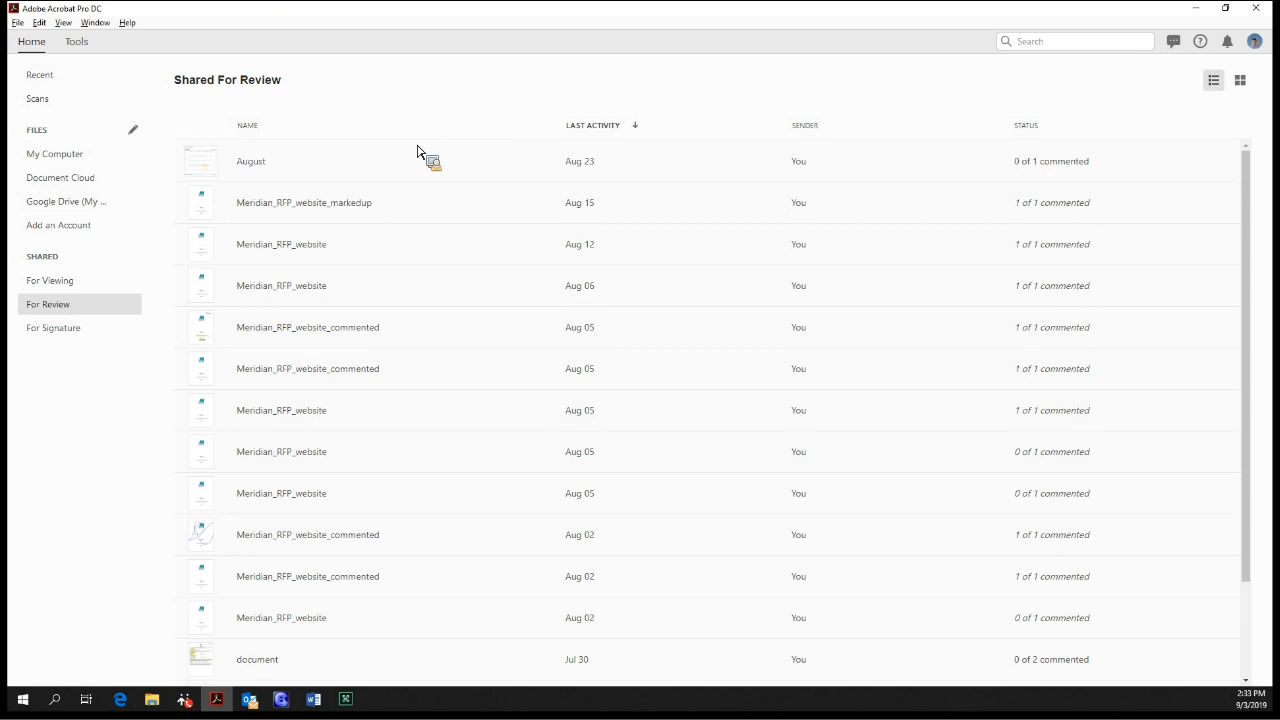 Adobe Acrobat Pro DC
File Edit View Window Help
Home Tools Search
Recent
Scans
FILES
My Computer
Document Cloud
Google Drive (My ...
Add an Account
SHARED
For Viewing
For Review
For Signature
Shared For Review
NAME LAST ACTIVITY SENDER STATUS
August Aug 23 You 0 of 1 commented
Meridian_RFP_website_markedup Aug 15 You 1 of 1 commented
Meridian_RFP_website Aug 12 You 1 of 1 commented
Meridian_RFP_website Aug 06 You 1 of 1 commented
Meridian_RFP_website_commented Aug 05 You 1 of 1 commented
Meridian_RFP_website_commented Aug 05 You 1 of 1 commented
Meridian_RFP_website Aug 05 You 1 of 1 commented
Meridian_RFP_website Aug 05 You 0 of 1 commented
Meridian_RFP_website Aug 05 You 0 of 1 commented
Meridian_RFP_website_commented Aug 02 You 1 of 1 commented
Meridian_RFP_website_commented Aug 02 You 1 of 1 commented
Meridian_RFP_website Aug 02 You 0 of 1 commented
document Jul 30 You 0 of 2 commented
2:33 PM
9/3/2019